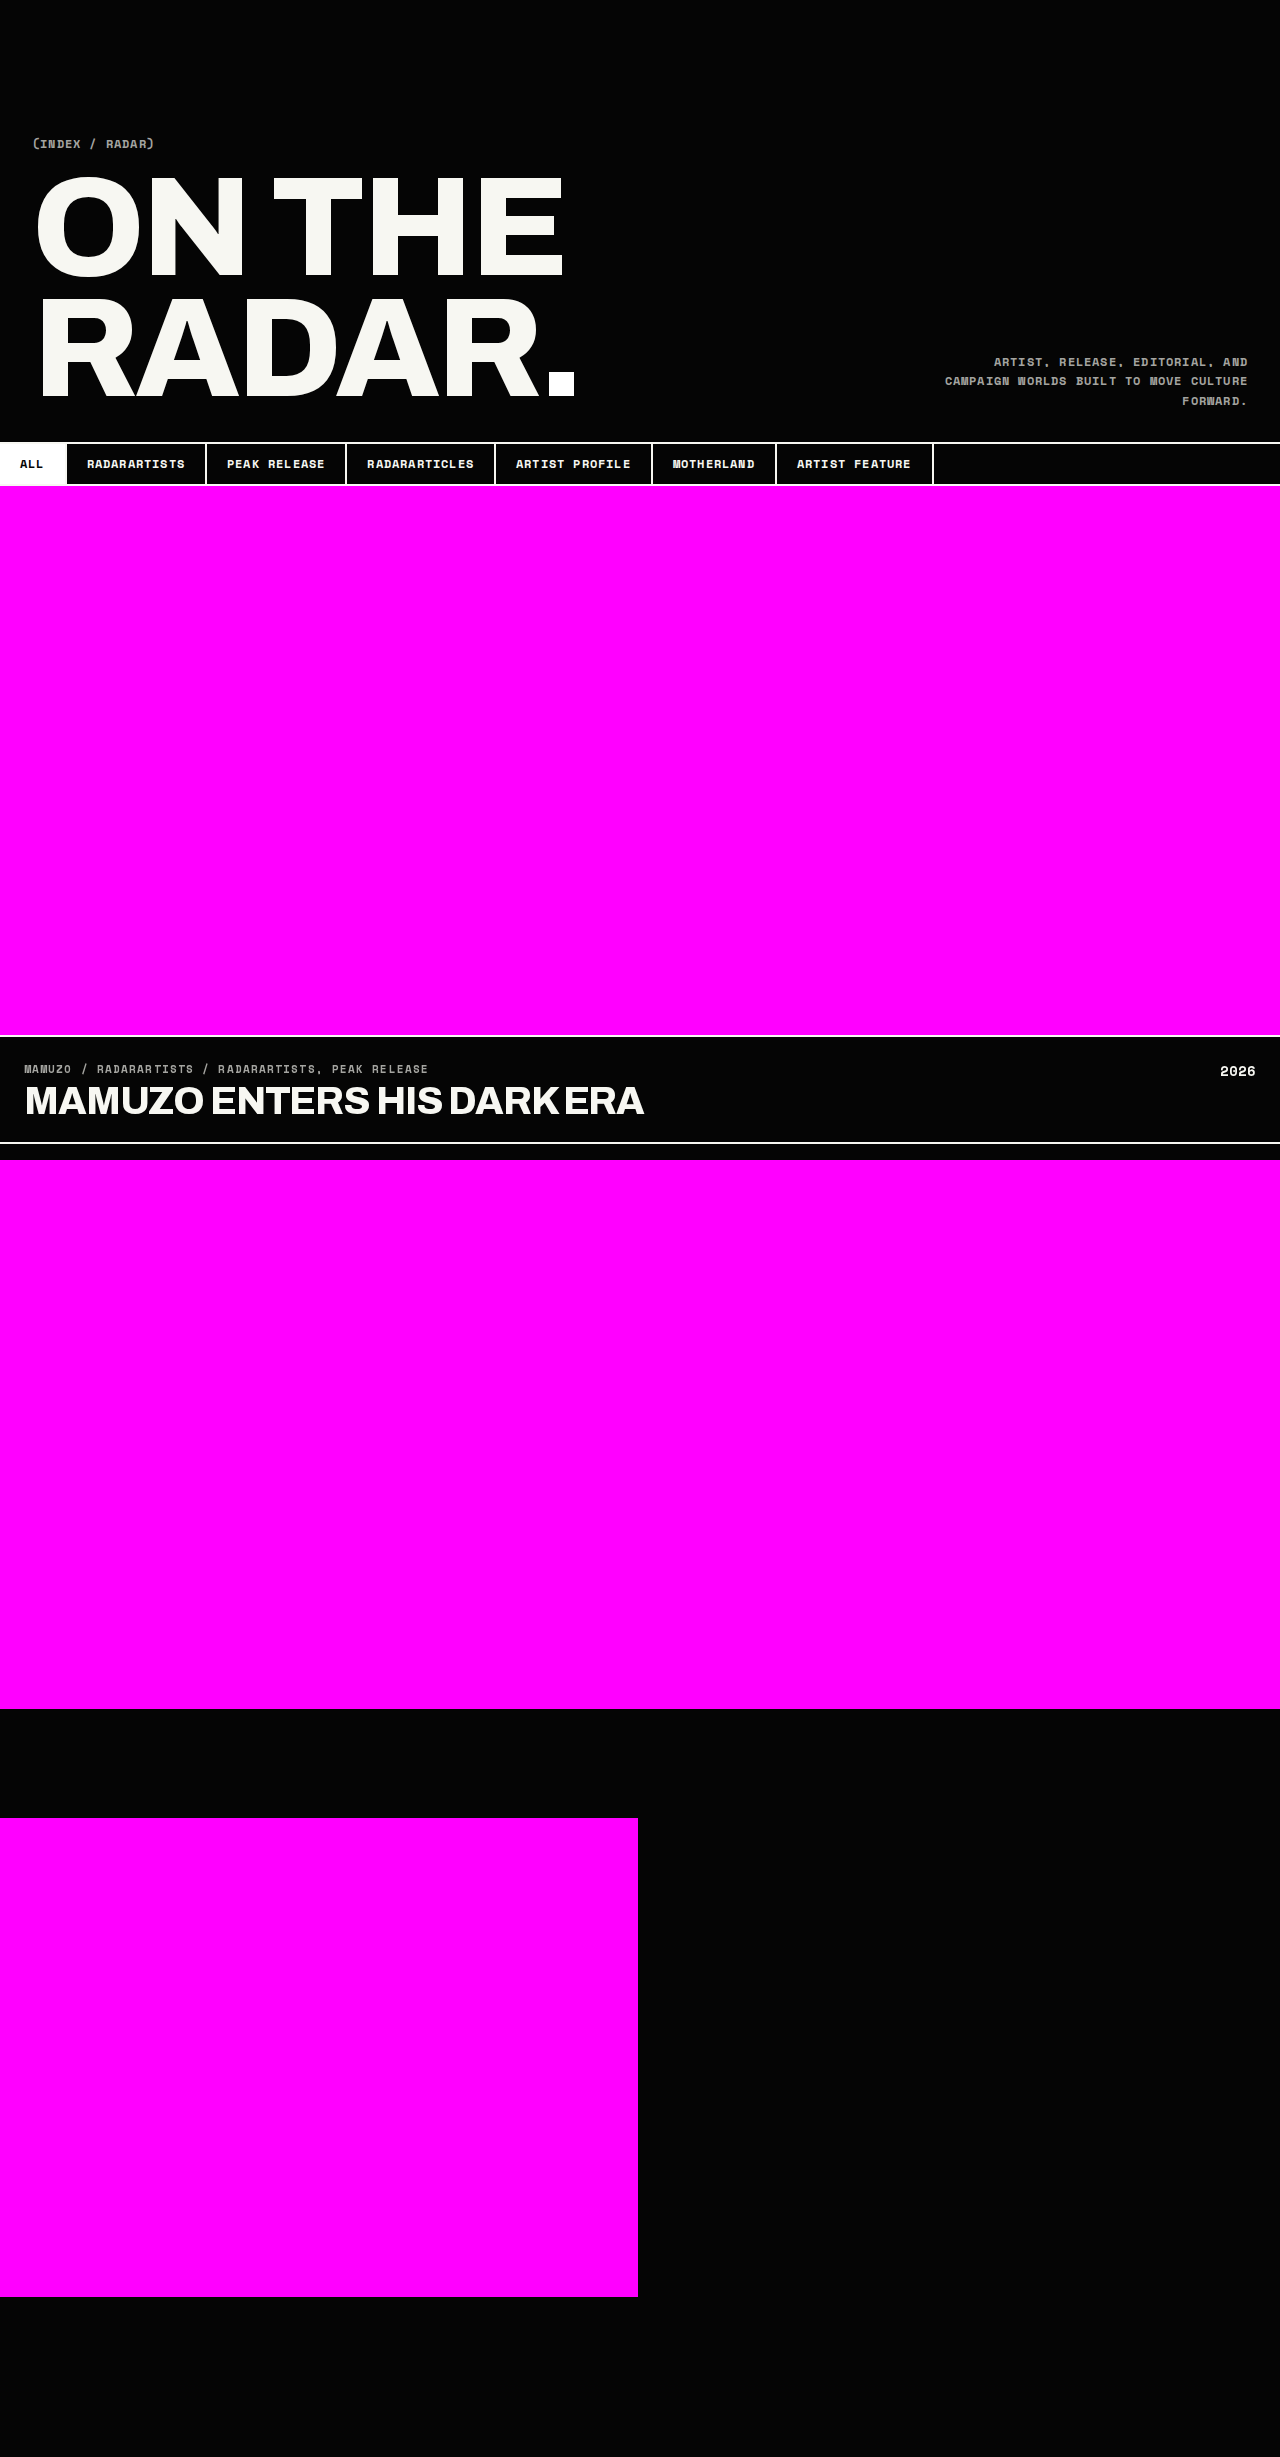 (INDEX / RADAR)
ON THE
RADAR.
ARTIST, RELEASE, EDITORIAL, AND
CAMPAIGN WORLDS BUILT TO MOVE CULTURE
FORWARD.
ALL
RADARARTISTS
PEAK RELEASE
RADARARTICLES
ARTIST PROFILE
MOTHERLAND
ARTIST FEATURE
MAMUZO / RADARARTISTS / RADARARTISTS, PEAK RELEASE
2026
MAMUZO ENTERS HIS DARK ERA